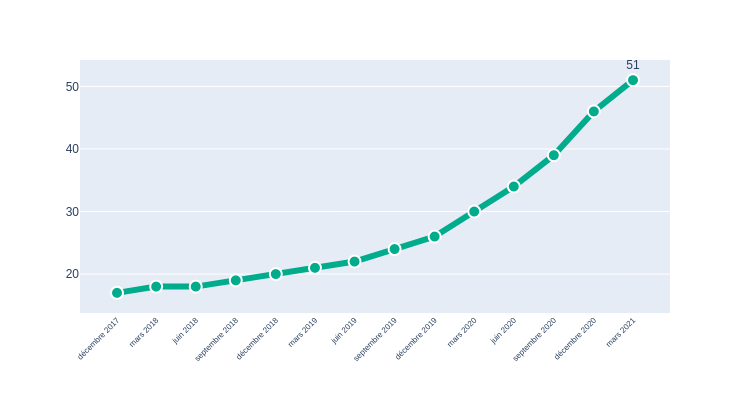 51
50
40
30
20
décembre 2017
mars 2018
juin 2018
septembre 2018
décembre 2018
mars 2019
juin 2019
septembre 2019
décembre 2019
mars 2020
juin 2020
septembre 2020
décembre 2020
mars 2021